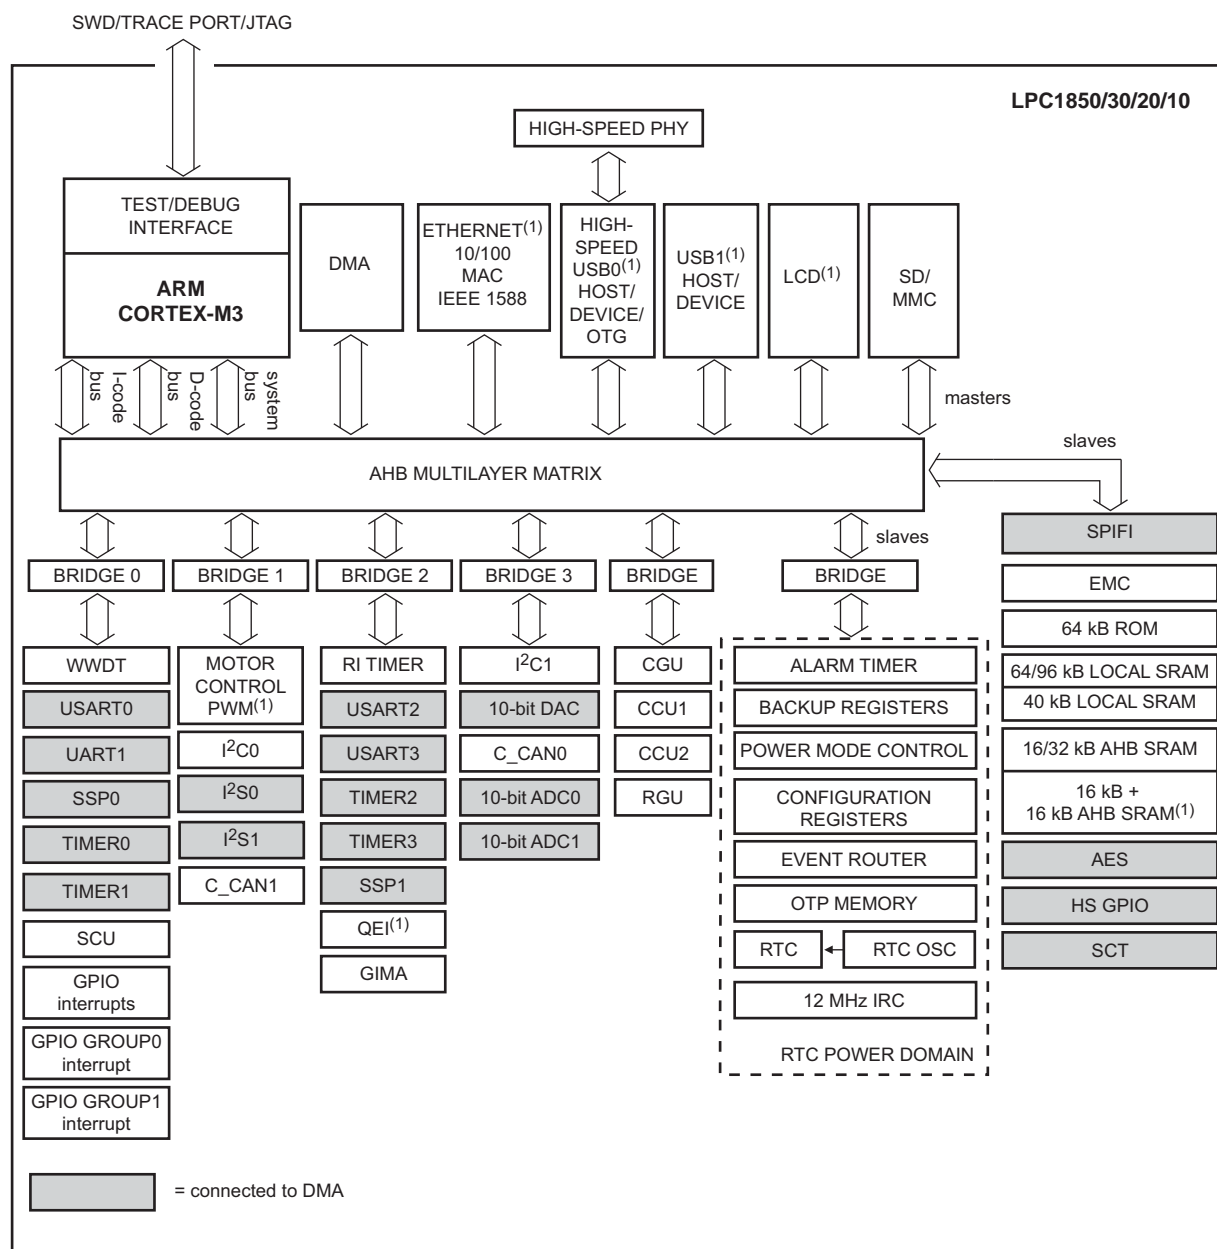 SWD/TRACE PORT/JTAG
LPC1850/30/20/10
HIGH-SPEED PHY
TEST/DEBUG
INTERFACE
ARM
CORTEX-M3
DMA
ETHERNET(1)
10/100
MAC
IEEE 1588
HIGH-
SPEED
USB0(1)
HOST/
DEVICE/
OTG
USB1(1)
HOST/
DEVICE
LCD(1)
SD/
MMC
I-code
bus
D-code
bus
system
bus
masters
slaves
AHB MULTILAYER MATRIX
slaves
BRIDGE 0
BRIDGE 1
BRIDGE 2
BRIDGE 3
BRIDGE
BRIDGE
WWDT
USART0
UART1
SSP0
TIMER0
TIMER1
SCU
GPIO
interrupts
GPIO GROUP0
interrupt
GPIO GROUP1
interrupt
MOTOR
CONTROL
PWM(1)
I2C0
I2S0
I2S1
C_CAN1
RI TIMER
USART2
USART3
TIMER2
TIMER3
SSP1
QEI(1)
GIMA
I2C1
10-bit DAC
C_CAN0
10-bit ADC0
10-bit ADC1
CGU
CCU1
CCU2
RGU
ALARM TIMER
BACKUP REGISTERS
POWER MODE CONTROL
CONFIGURATION
REGISTERS
EVENT ROUTER
OTP MEMORY
RTC
RTC OSC
12 MHz IRC
RTC POWER DOMAIN
SPIFI
EMC
64 kB ROM
64/96 kB LOCAL SRAM
40 kB LOCAL SRAM
16/32 kB AHB SRAM
16 kB +
16 kB AHB SRAM(1)
AES
HS GPIO
SCT
= connected to DMA